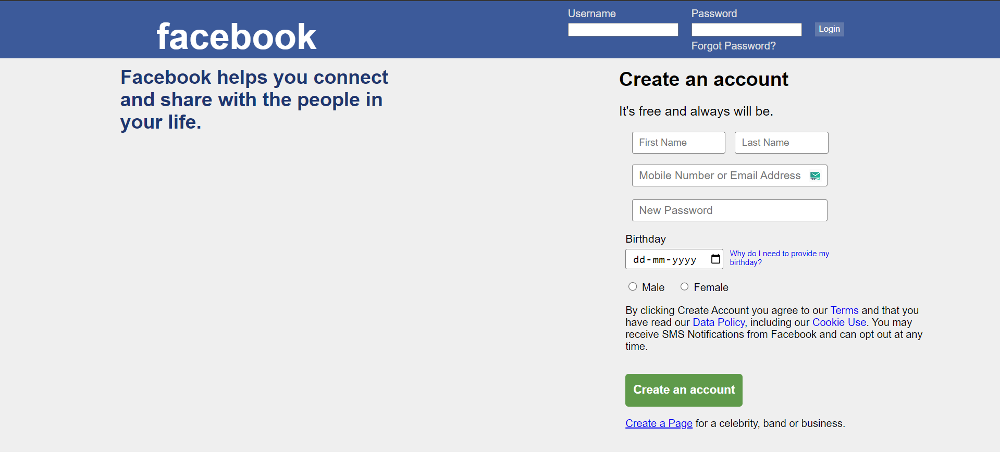 facebook
Username
Password
Login
Forgot Password?
Facebook helps you connect
and share with the people in
your life.
Create an account
It's free and always will be.
First Name
Last Name
Mobile Number or Email Address
New Password
Birthday
dd-mm-yyyy
Why do I need to provide my
birthday?
Male
Female
By clicking Create Account you agree to our Terms and that you
have read our Data Policy, including our Cookie Use. You may
receive SMS Notifications from Facebook and can opt out at any
time.
Create an account
Create a Page for a celebrity, band or business.